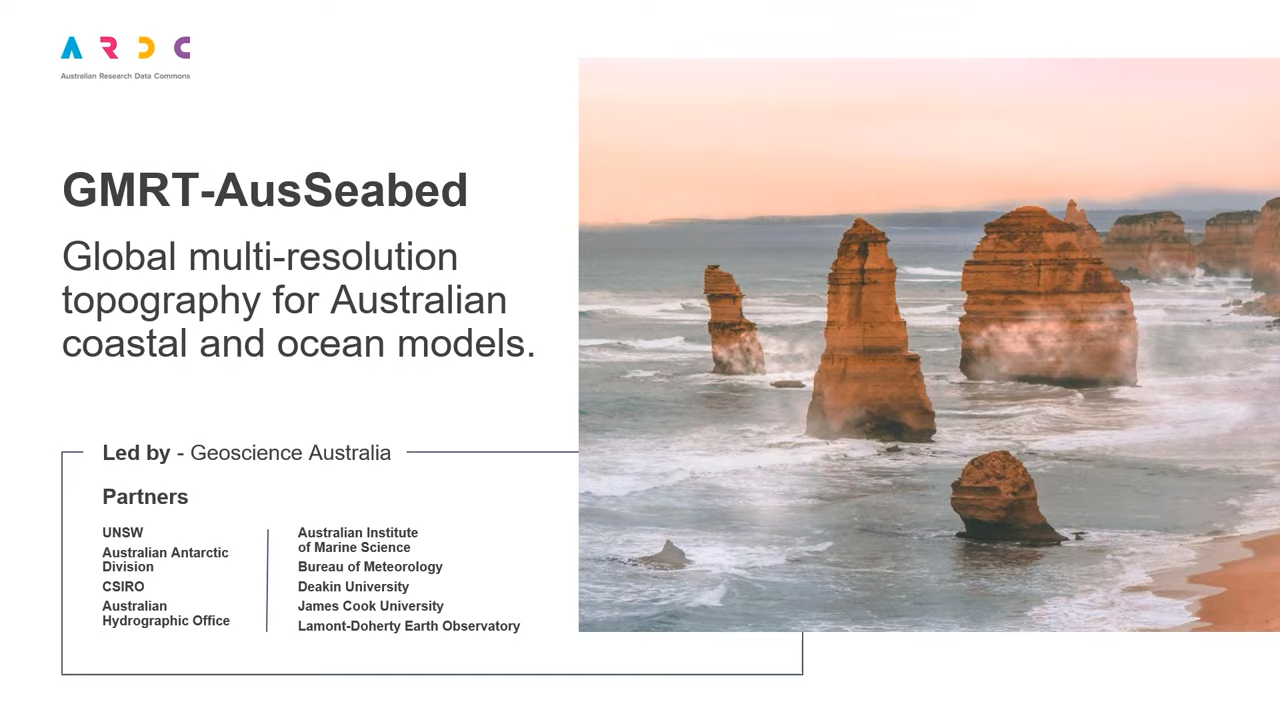 ARDC
Australian Research Data Commons
GMRT-AusSeabed
Global multi-resolution
topography for Australian
coastal and ocean models.
Led by - Geoscience Australia
Partners
UNSW
Australian Antarctic
Division
CSIRO
Australian
Hydrographic Office
Australian Institute
of Marine Science
Bureau of Meteorology
Deakin University
James Cook University
Lamont-Doherty Earth Observatory